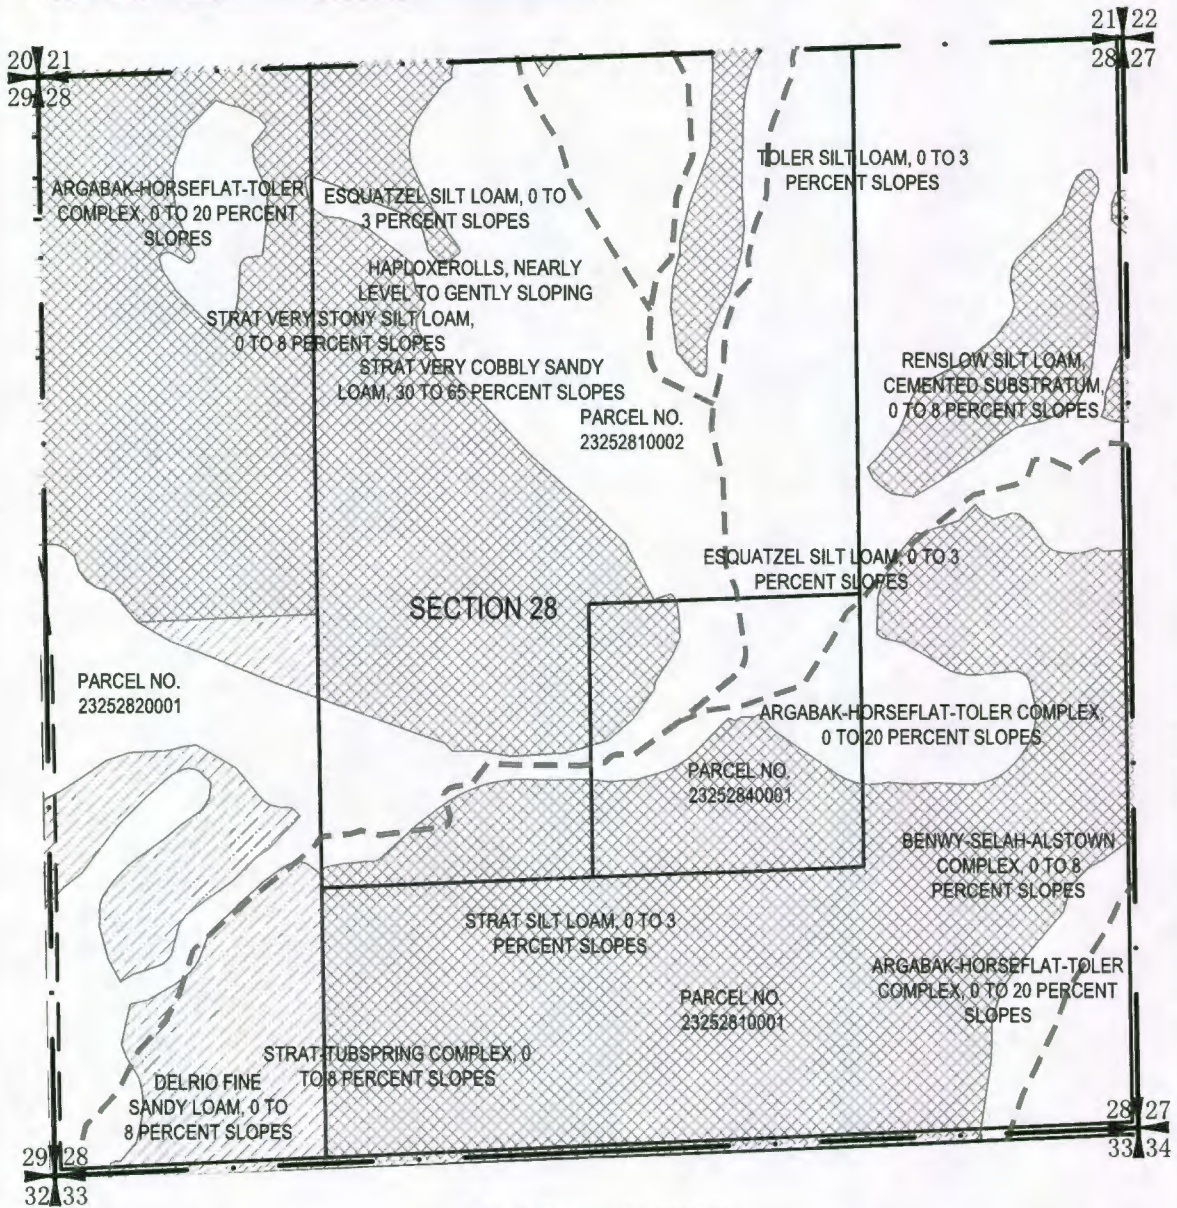 21 22
28 27
20 21
29 28
TOLER SILT LOAM, 0 TO 3
PERCENT SLOPES
ARGABAK-HORSEFLAT-TOLER
COMPLEX, 0 TO 20 PERCENT
SLOPES
ESQUATZEL SILT LOAM, 0 TO
3 PERCENT SLOPES
HAPLOXEROLLS, NEARLY
LEVEL TO GENTLY SLOPING
STRAT VERY STONY SILT LOAM,
0 TO 8 PERCENT SLOPES
STRAT VERY COBBLY SANDY
LOAM, 30 TO 65 PERCENT SLOPES
RENSLOW SILT LOAM,
CEMENTED SUBSTRATUM,
0 TO 8 PERCENT SLOPES
PARCEL NO.
23252810002
ESQUATZEL SILT LOAM, 0 TO 3
PERCENT SLOPES
SECTION 28
PARCEL NO.
23252820001
ARGABAK-HORSEFLAT-TOLER COMPLEX,
0 TO 20 PERCENT SLOPES
PARCEL NO.
23252840001
BENWY-SELAH-ALSTOWN
COMPLEX, 0 TO 8
PERCENT SLOPES
STRAT SILT LOAM, 0 TO 3
PERCENT SLOPES
ARGABAK-HORSEFLAT-TOLER
COMPLEX, 0 TO 20 PERCENT
SLOPES
PARCEL NO.
23252810001
STRAT-TUBSPRING COMPLEX, 0
TO 8 PERCENT SLOPES
DELRIO FINE
SANDY LOAM, 0 TO
8 PERCENT SLOPES
28 27
33 34
29 28
32 33